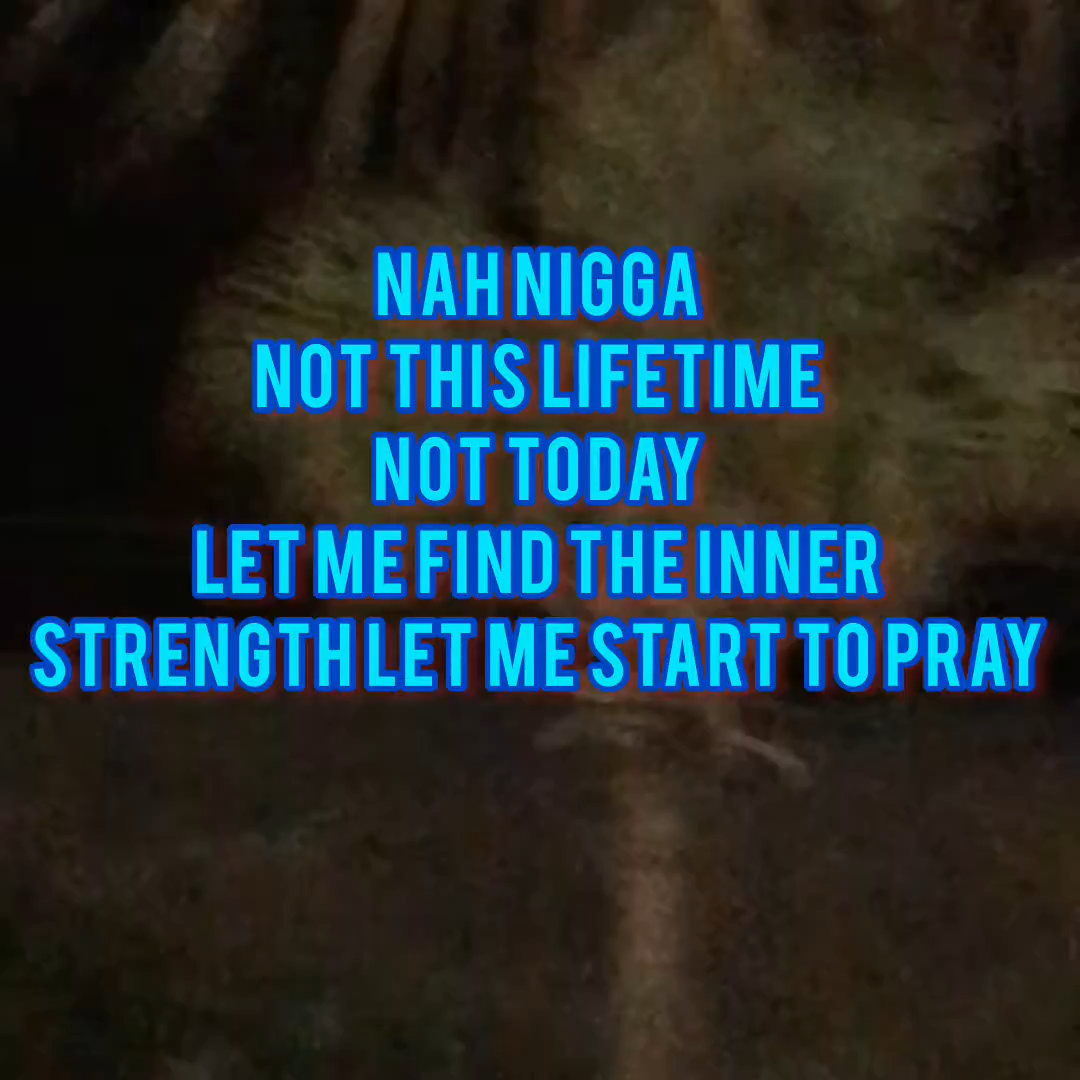 NAH NIGGA
NOT THIS LIFETIME
NOT TODAY
LET ME FIND THE INNER
STRENGTH LET ME START TO PRAY